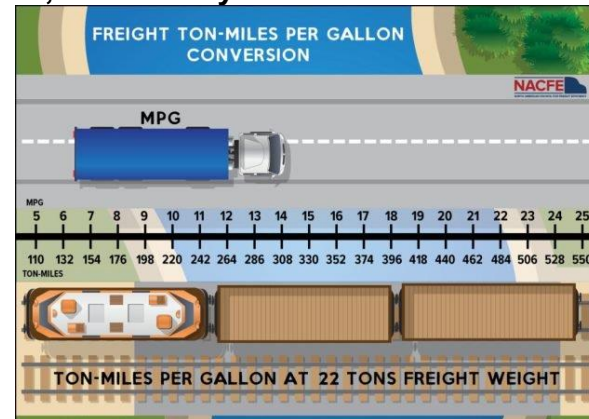 FREIGHT TON-MILES PER GALLON
CONVERSION
NACFE
MPG
MPG
5 6 7 8 9 10 11 12 13 14 15 16 17 18 19 20 21 22 23 24 25
110 132 154 176 198 220 242 264 286 308 330 352 374 396 418 440 462 484 506 528 550
TON-MILES
TON-MILES PER GALLON AT 22 TONS FREIGHT WEIGHT